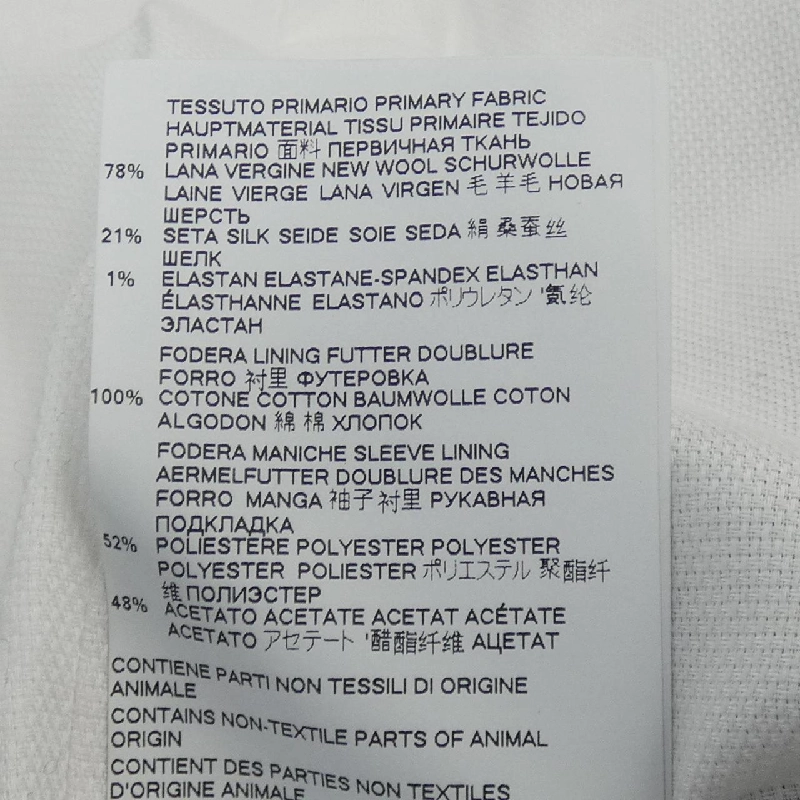 TESSUTO PRIMARIO PRIMARY FABRIC
HAUPTMATERIAL TISSU PRIMAIRE TEJIDO
PRIMARIO 面料 ПЕРВИЧНАЯ ТКАНЬ
78% LANA VERGINE NEW WOOL SCHURWOLLE
LAINE VIERGE LANA VIRGEN 毛 羊毛 НОВАЯ
ШЕРСТЬ
21% SETA SILK SEIDE SOIE SEDA 絹 桑蚕丝
ШЕЛК
1% ELASTAN ELASTANE-SPANDEX ELASTHAN
ÉLASTHANNE ELASTANO ポリウレタン '氨纶
ЭЛАСТАН
FODERA LINING FUTTER DOUBLURE
FORRO 衬里 ФУТЕРОВКА
100% COTONE COTTON BAUMWOLLE COTON
ALGODON 綿 棉 ХЛОПОК
FODERA MANICHE SLEEVE LINING
AERMELFUTTER DOUBLURE DES MANCHES
FORRO MANGA 袖子 衬里 РУКАВНАЯ
ПОДКЛАДКА
52% POLIESTERE POLYESTER POLYESTER
POLYESTER POLIESTER ポリエステル 聚酯纤
维 ПОЛИЭСТЕР
48% ACETATO ACETATE ACETAT ACÉTATE
ACETATO アセテート '醋酯纤维 АЦЕТАТ
CONTIENE PARTI NON TESSILI DI ORIGINE
ANIMALE
CONTAINS NON-TEXTILE PARTS OF ANIMAL
ORIGIN
CONTIENT DES PARTIES NON TEXTILES
D'ORIGINE ANIMALE